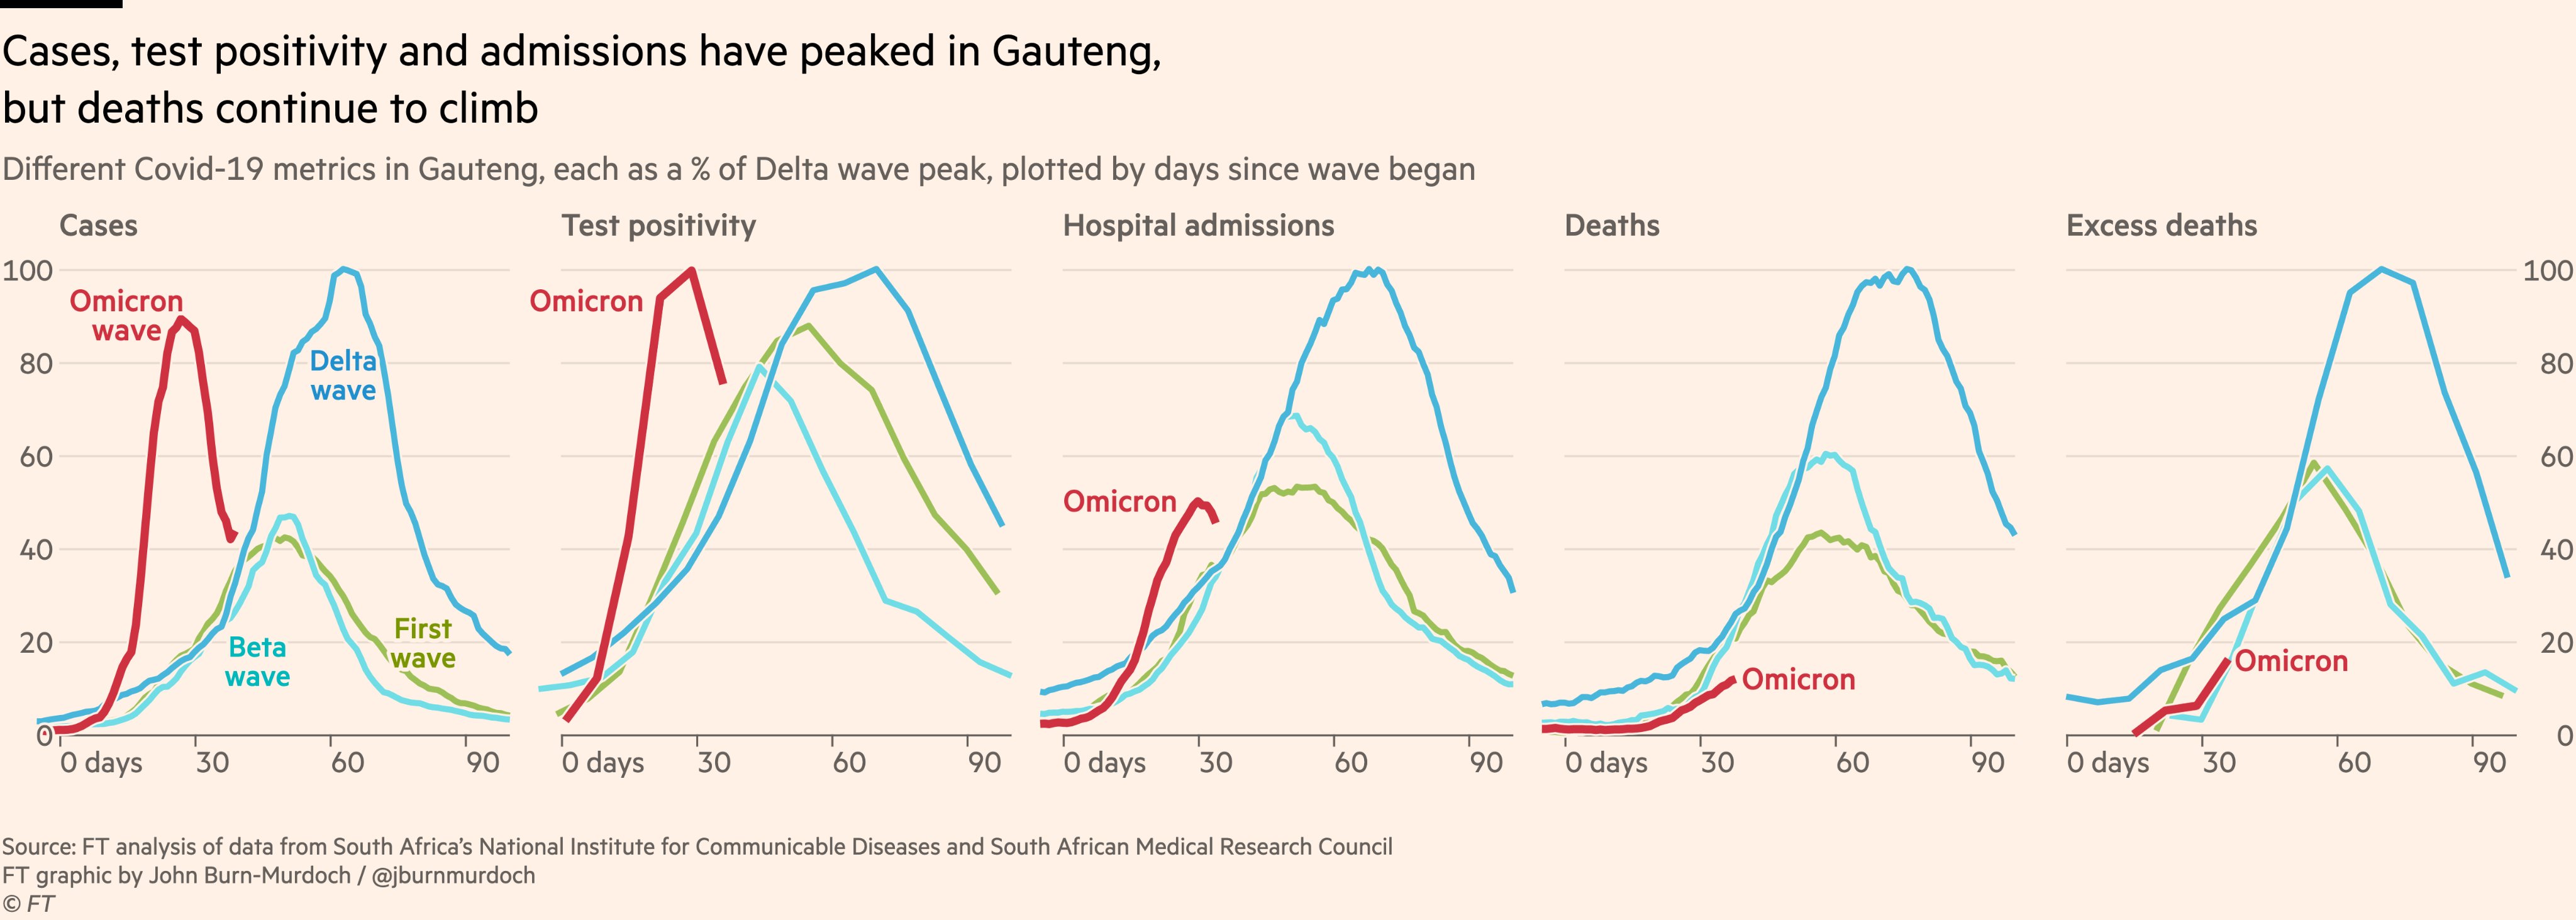 Cases, test positivity and admissions have peaked in Gauteng,
but deaths continue to climb
Different Covid-19 metrics in Gauteng, each as a % of Delta wave peak, plotted by days since wave began
Cases
Test positivity
Hospital admissions
Deaths
Excess deaths
100
80
60
40
20
0
Omicron
wave
Delta
wave
Beta
wave
First
wave
0 days 30 60 90
Omicron
0 days 30 60 90
Omicron
0 days 30 60 90
Omicron
0 days 30 60 90
Omicron
0 days 30 60 90
100
80
60
40
20
0
Source: FT analysis of data from South Africa’s National Institute for Communicable Diseases and South African Medical Research Council
FT graphic by John Burn-Murdoch / @jburnmurdoch
© FT